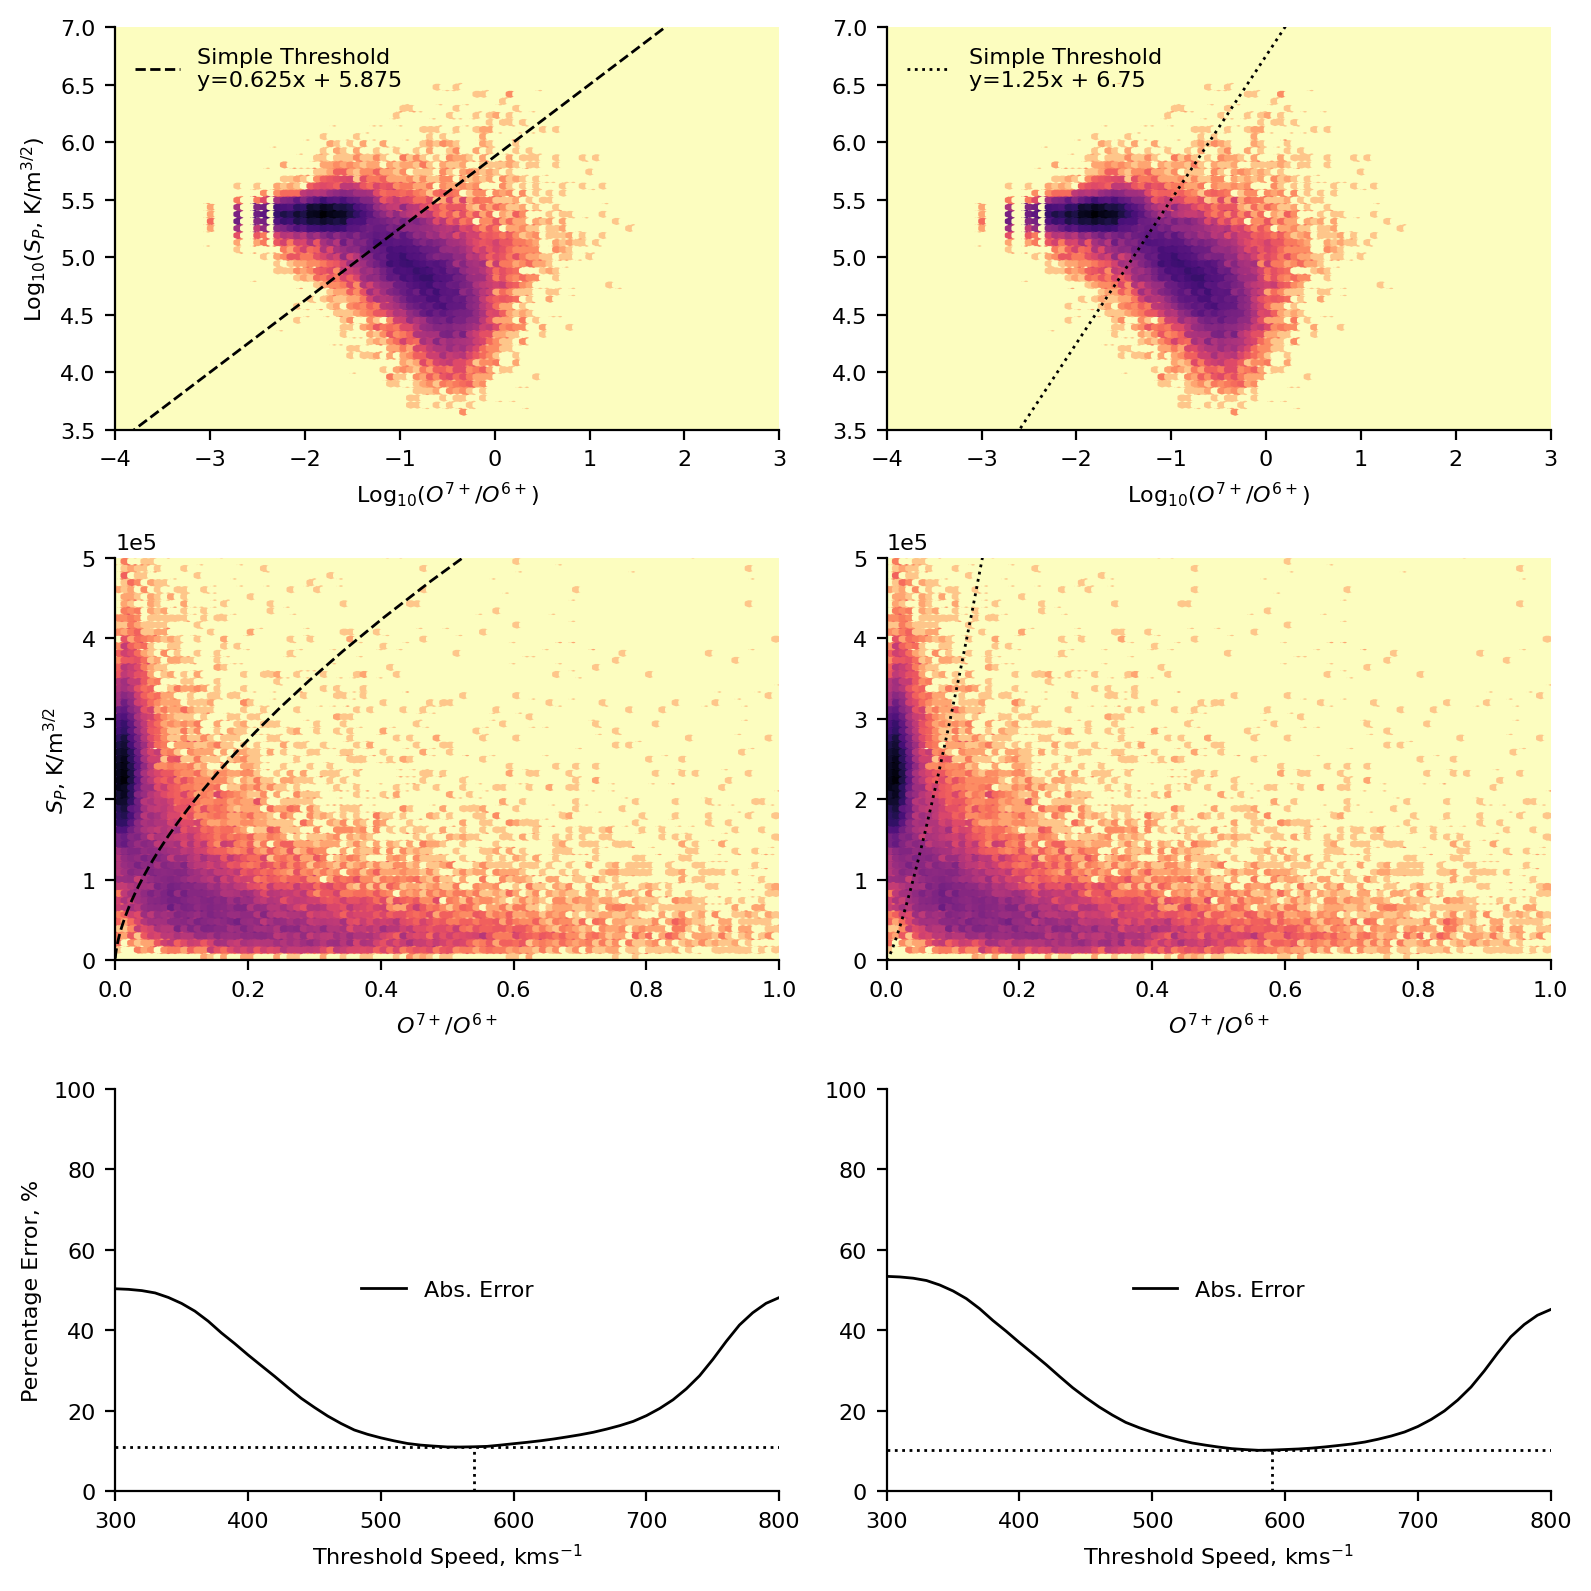 7.0
6.5
6.0
5.5
5.0
4.5
4.0
3.5
Log₁₀(S_P, K/m^{3/2})
Simple Threshold
y=0.625x + 5.875
−4 −3 −2 −1 0 1 2 3
Log₁₀(O⁷⁺/O⁶⁺)
7.0
6.5
6.0
5.5
5.0
4.5
4.0
3.5
Simple Threshold
y=1.25x + 6.75
−4 −3 −2 −1 0 1 2 3
Log₁₀(O⁷⁺/O⁶⁺)
1e5
5
4
3
2
1
0
S_P, K/m^{3/2}
0.0 0.2 0.4 0.6 0.8 1.0
O⁷⁺/O⁶⁺
1e5
5
4
3
2
1
0
0.0 0.2 0.4 0.6 0.8 1.0
O⁷⁺/O⁶⁺
100
80
60
40
20
0
Percentage Error, %
Abs. Error
300 400 500 600 700 800
Threshold Speed, kms⁻¹
100
80
60
40
20
0
Abs. Error
300 400 500 600 700 800
Threshold Speed, kms⁻¹